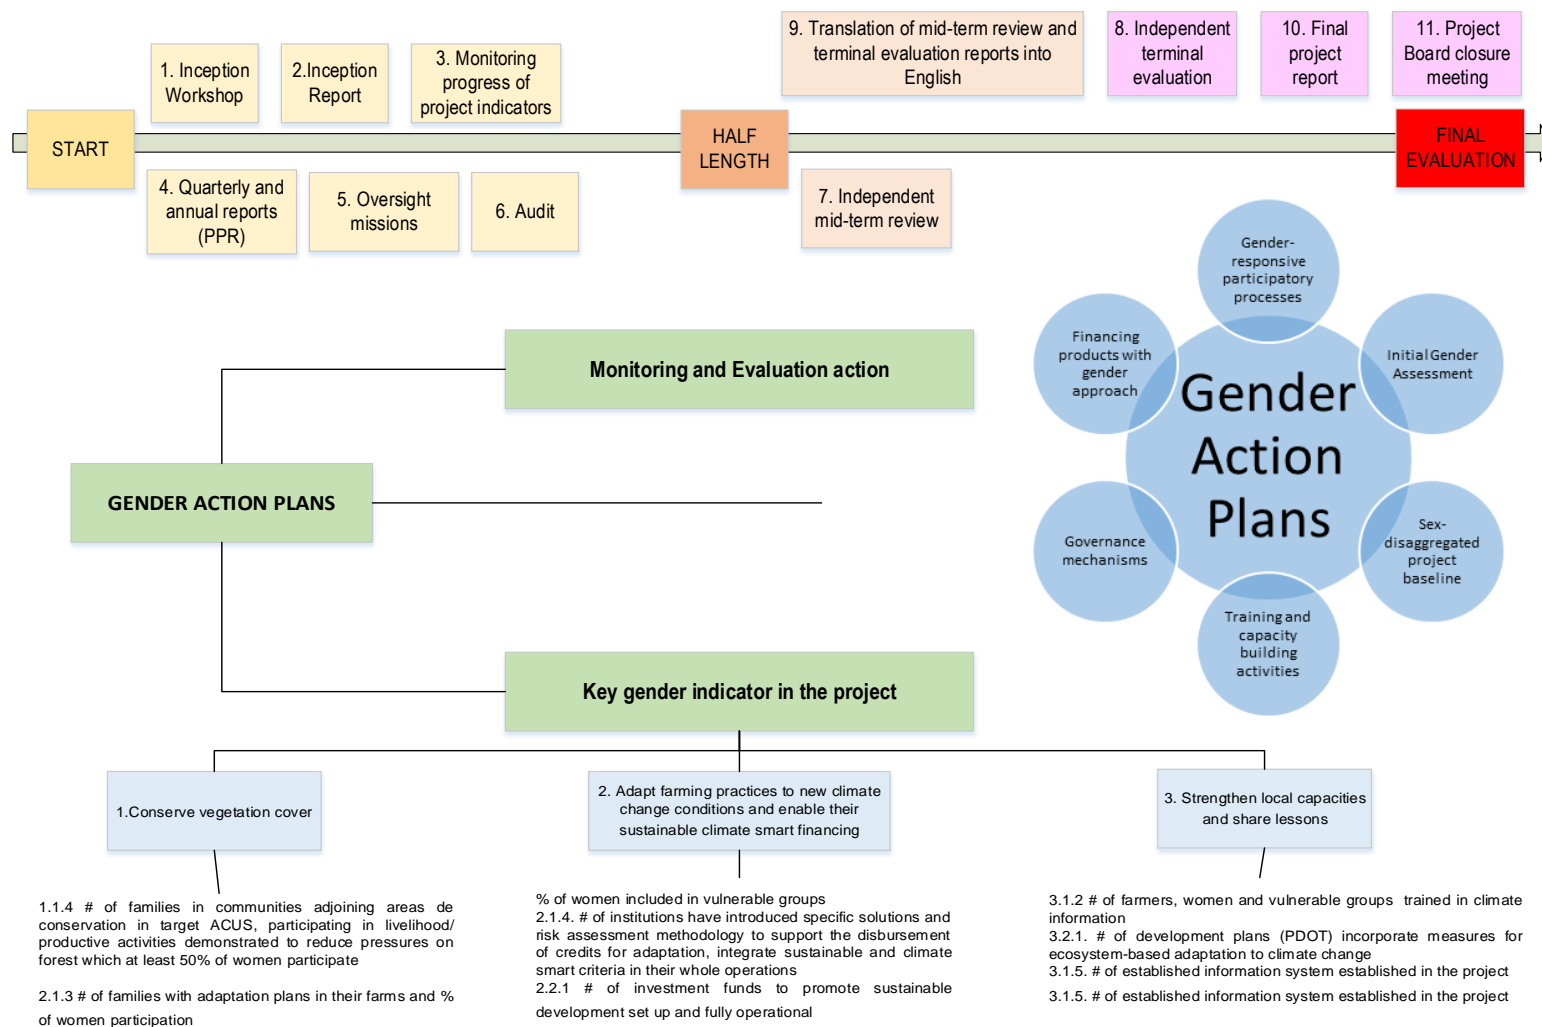 9. Translation of mid-term review and
terminal evaluation reports into
English
8. Independent
terminal
evaluation
10. Final
project
report
11. Project
Board closure
meeting
1. Inception
Workshop
2.Inception
Report
3. Monitoring
progress of
project indicators
START
HALF
LENGTH
FINAL
EVALUATION
4. Quarterly and
annual reports
(PPR)
5. Oversight
missions
6. Audit
7. Independent
mid-term review
Gender-
responsive
participatory
processes
Financing
products with
gender
approach
Initial Gender
Assessment
Gender
Action
Plans
Governance
mechanisms
Sex-
disaggregated
project
baseline
Training and
capacity
building
activities
Monitoring and Evaluation action
GENDER ACTION PLANS
Key gender indicator in the project
1.Conserve vegetation cover
2. Adapt farming practices to new climate
change conditions and enable their
sustainable climate smart financing
3. Strengthen local capacities
and share lessons
1.1.4 # of families in communities adjoining areas de
conservation in target ACUS, participating in livelihood/
productive activities demonstrated to reduce pressures on
forest which at least 50% of women participate
2.1.3 # of families with adaptation plans in their farms and %
of women participation
% of women included in vulnerable groups
2.1.4. # of institutions have introduced specific solutions and
risk assessment methodology to support the disbursement
of credits for adaptation, integrate sustainable and climate
smart criteria in their whole operations
2.2.1 # of investment funds to promote sustainable
development set up and fully operational
3.1.2 # of farmers, women and vulnerable groups trained in climate
information
3.2.1. # of development plans (PDOT) incorporate measures for
ecosystem-based adaptation to climate change
3.1.5. # of established information system established in the project
3.1.5. # of established information system established in the project